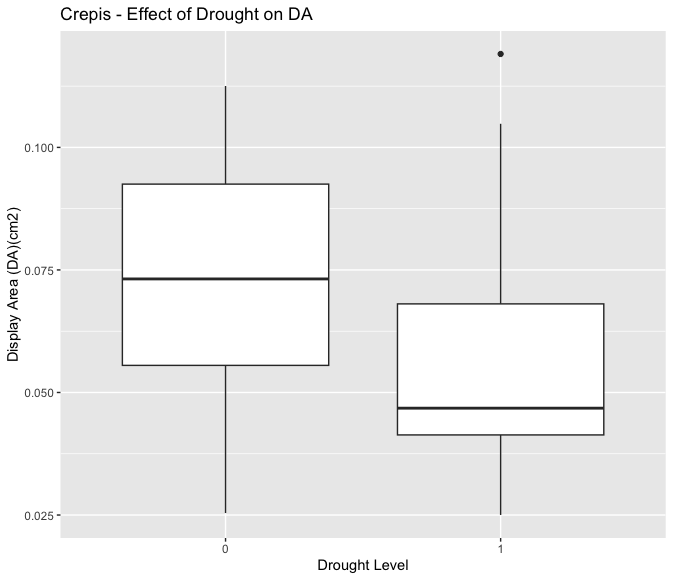 Crepis - Effect of Drought on DA
Display Area (DA)(cm2)
0.100
0.075
0.050
0.025
0
1
Drought Level